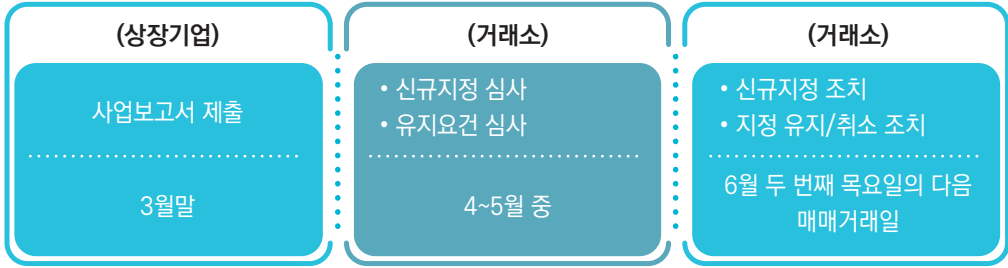 (상장기업)
사업보고서 제출
3월말
(거래소)
• 신규지정 심사
• 유지요건 심사
4~5월 중
(거래소)
• 신규지정 조치
• 지정 유지/취소 조치
6월 두 번째 목요일의 다음
매매거래일